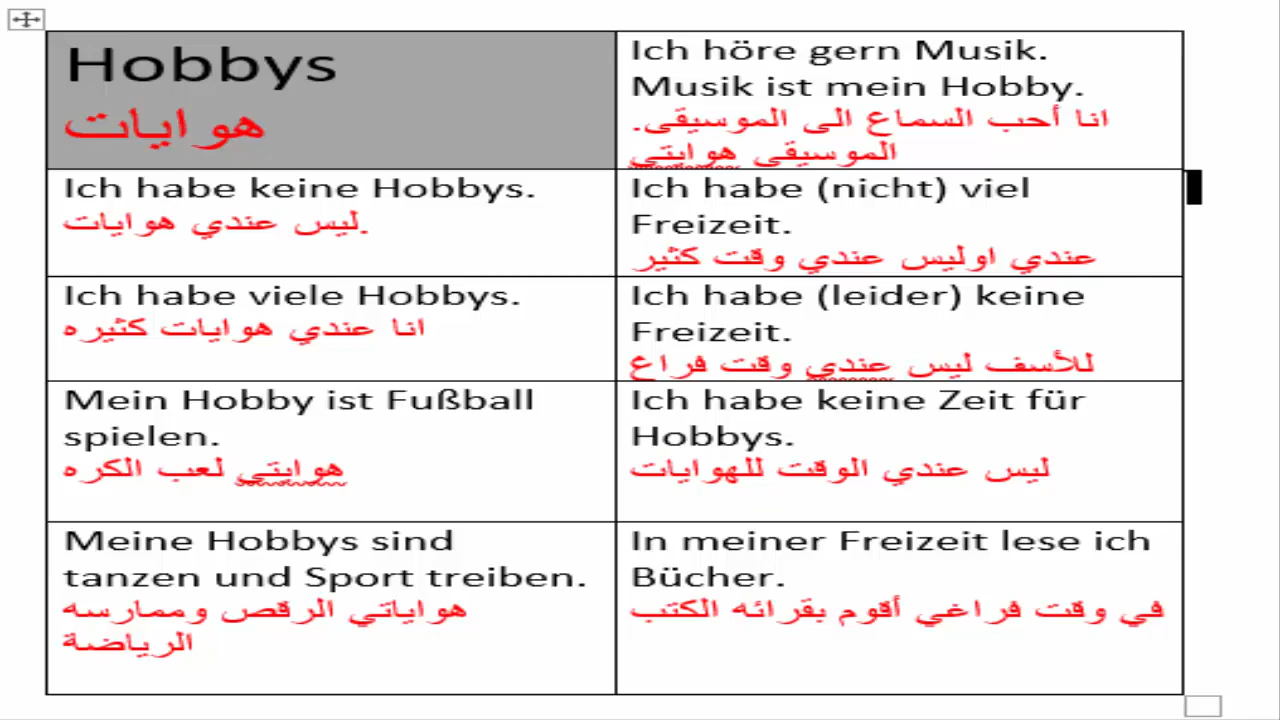 Hobbys
هوايات
Ich höre gern Musik.
Musik ist mein Hobby.
انا أحب السماع الى الموسيقى.
الموسيقى هوايتي
Ich habe keine Hobbys.
ليس عندي هوايات.
Ich habe (nicht) viel
Freizeit.
عندي اوليس عندي وقت كثير
Ich habe viele Hobbys.
انا عندي هوايات كثيره
Ich habe (leider) keine
Freizeit.
للأسف ليس عندي وقت فراغ
Mein Hobby ist Fußball
spielen.
هوايتي لعب الكره
Ich habe keine Zeit für
Hobbys.
ليس عندي الوقت للهوايات
Meine Hobbys sind
tanzen und Sport treiben.
هواياتي الرقص وممارسه
الرياضة
In meiner Freizeit lese ich
Bücher.
في وقت فراغي أقوم بقرائه الكتب